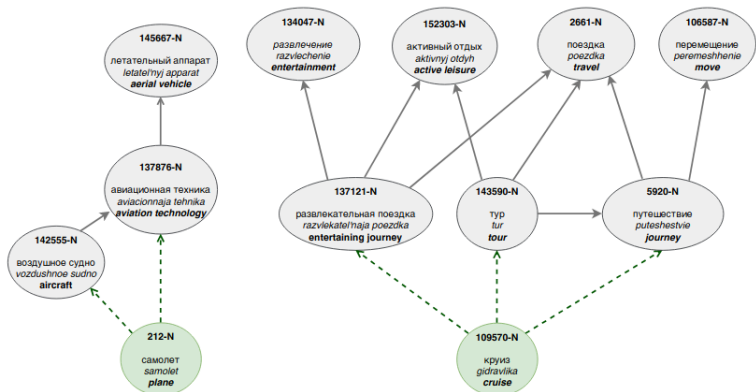 134047-N
развлечение
razvlechenie
entertainment
152303-N
активный отдых
aktivnyj otdyh
active leisure
2661-N
поездка
poezdka
travel
106587-N
перемещение
peremeshhenie
move
145667-N
летательный аппарат
letatel'nyj apparat
aerial vehicle
137876-N
авиационная техника
aviacionnaja tehnika
aviation technology
137121-N
развлекательная поездка
razvlekatel'naja poezdka
entertaining journey
143590-N
тур
tur
tour
5920-N
путешествие
puteshestvie
journey
142555-N
воздушное судно
vozdushnoe sudno
aircraft
212-N
самолет
samolet
plane
109570-N
круиз
gidravlika
cruise